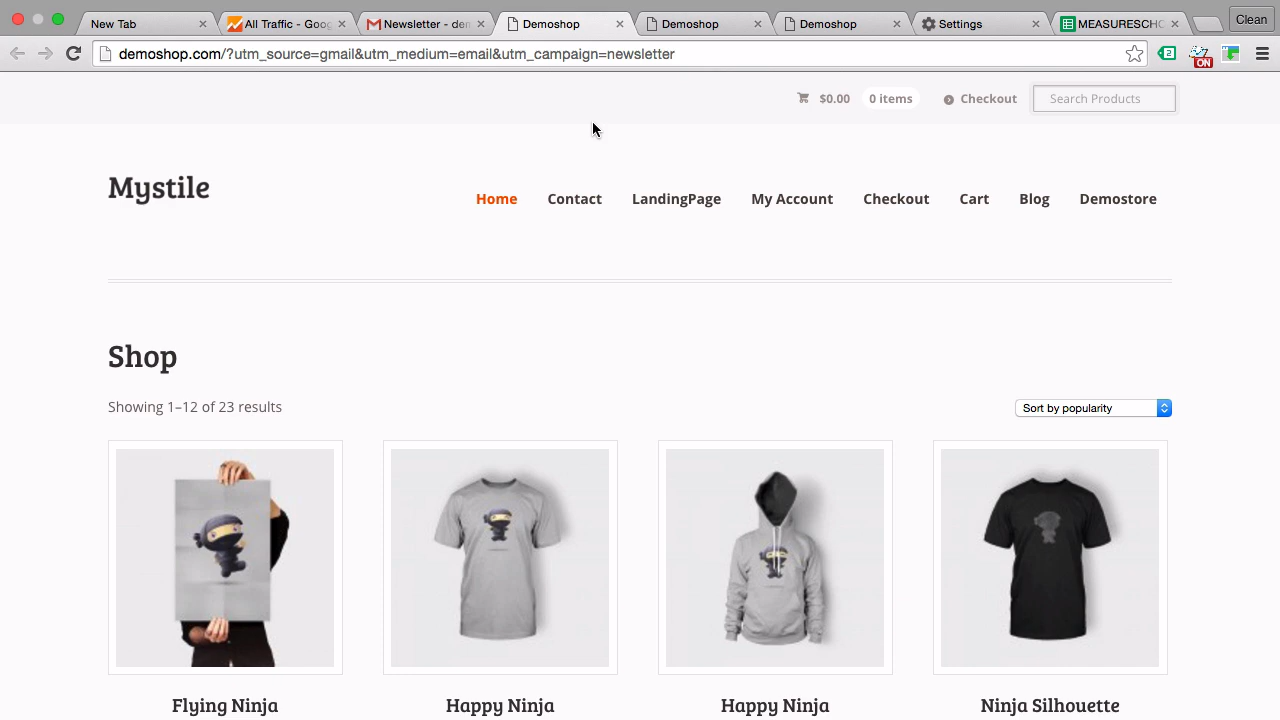 New Tab
All Traffic - Goog
Newsletter - dem
Demoshop
Demoshop
Demoshop
Settings
MEASURESCHO
Clean
demoshop.com/?utm_source=gmail&utm_medium=email&utm_campaign=newsletter
2
ON
$0.00 0 items Checkout Search Products
Mystile
Home Contact LandingPage My Account Checkout Cart Blog Demostore
Shop
Showing 1–12 of 23 results
Sort by popularity
Flying Ninja
Happy Ninja
Happy Ninja
Ninja Silhouette